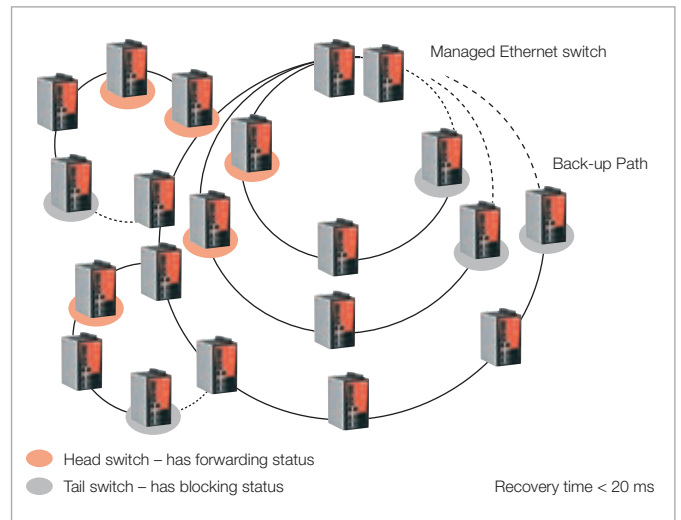 Managed Ethernet switch
Back-up Path
Head switch – has forwarding status
Tail switch – has blocking status
Recovery time < 20 ms